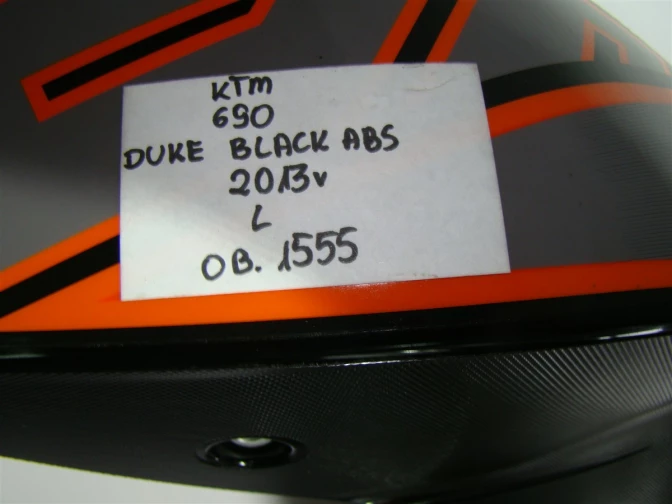 KTM
690
DUKE BLACK ABS
2013v
L
OB. 1555